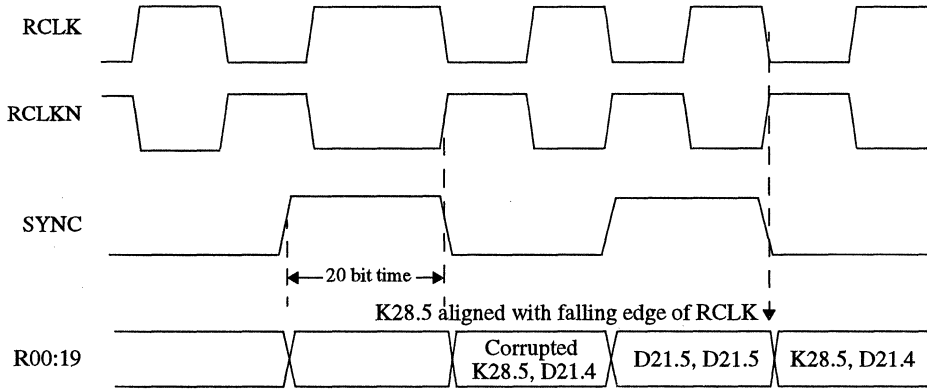 RCLK
RCLKN
SYNC
20 bit time
K28.5 aligned with falling edge of RCLK
R00:19
Corrupted
K28.5, D21.4
D21.5, D21.5
K28.5, D21.4